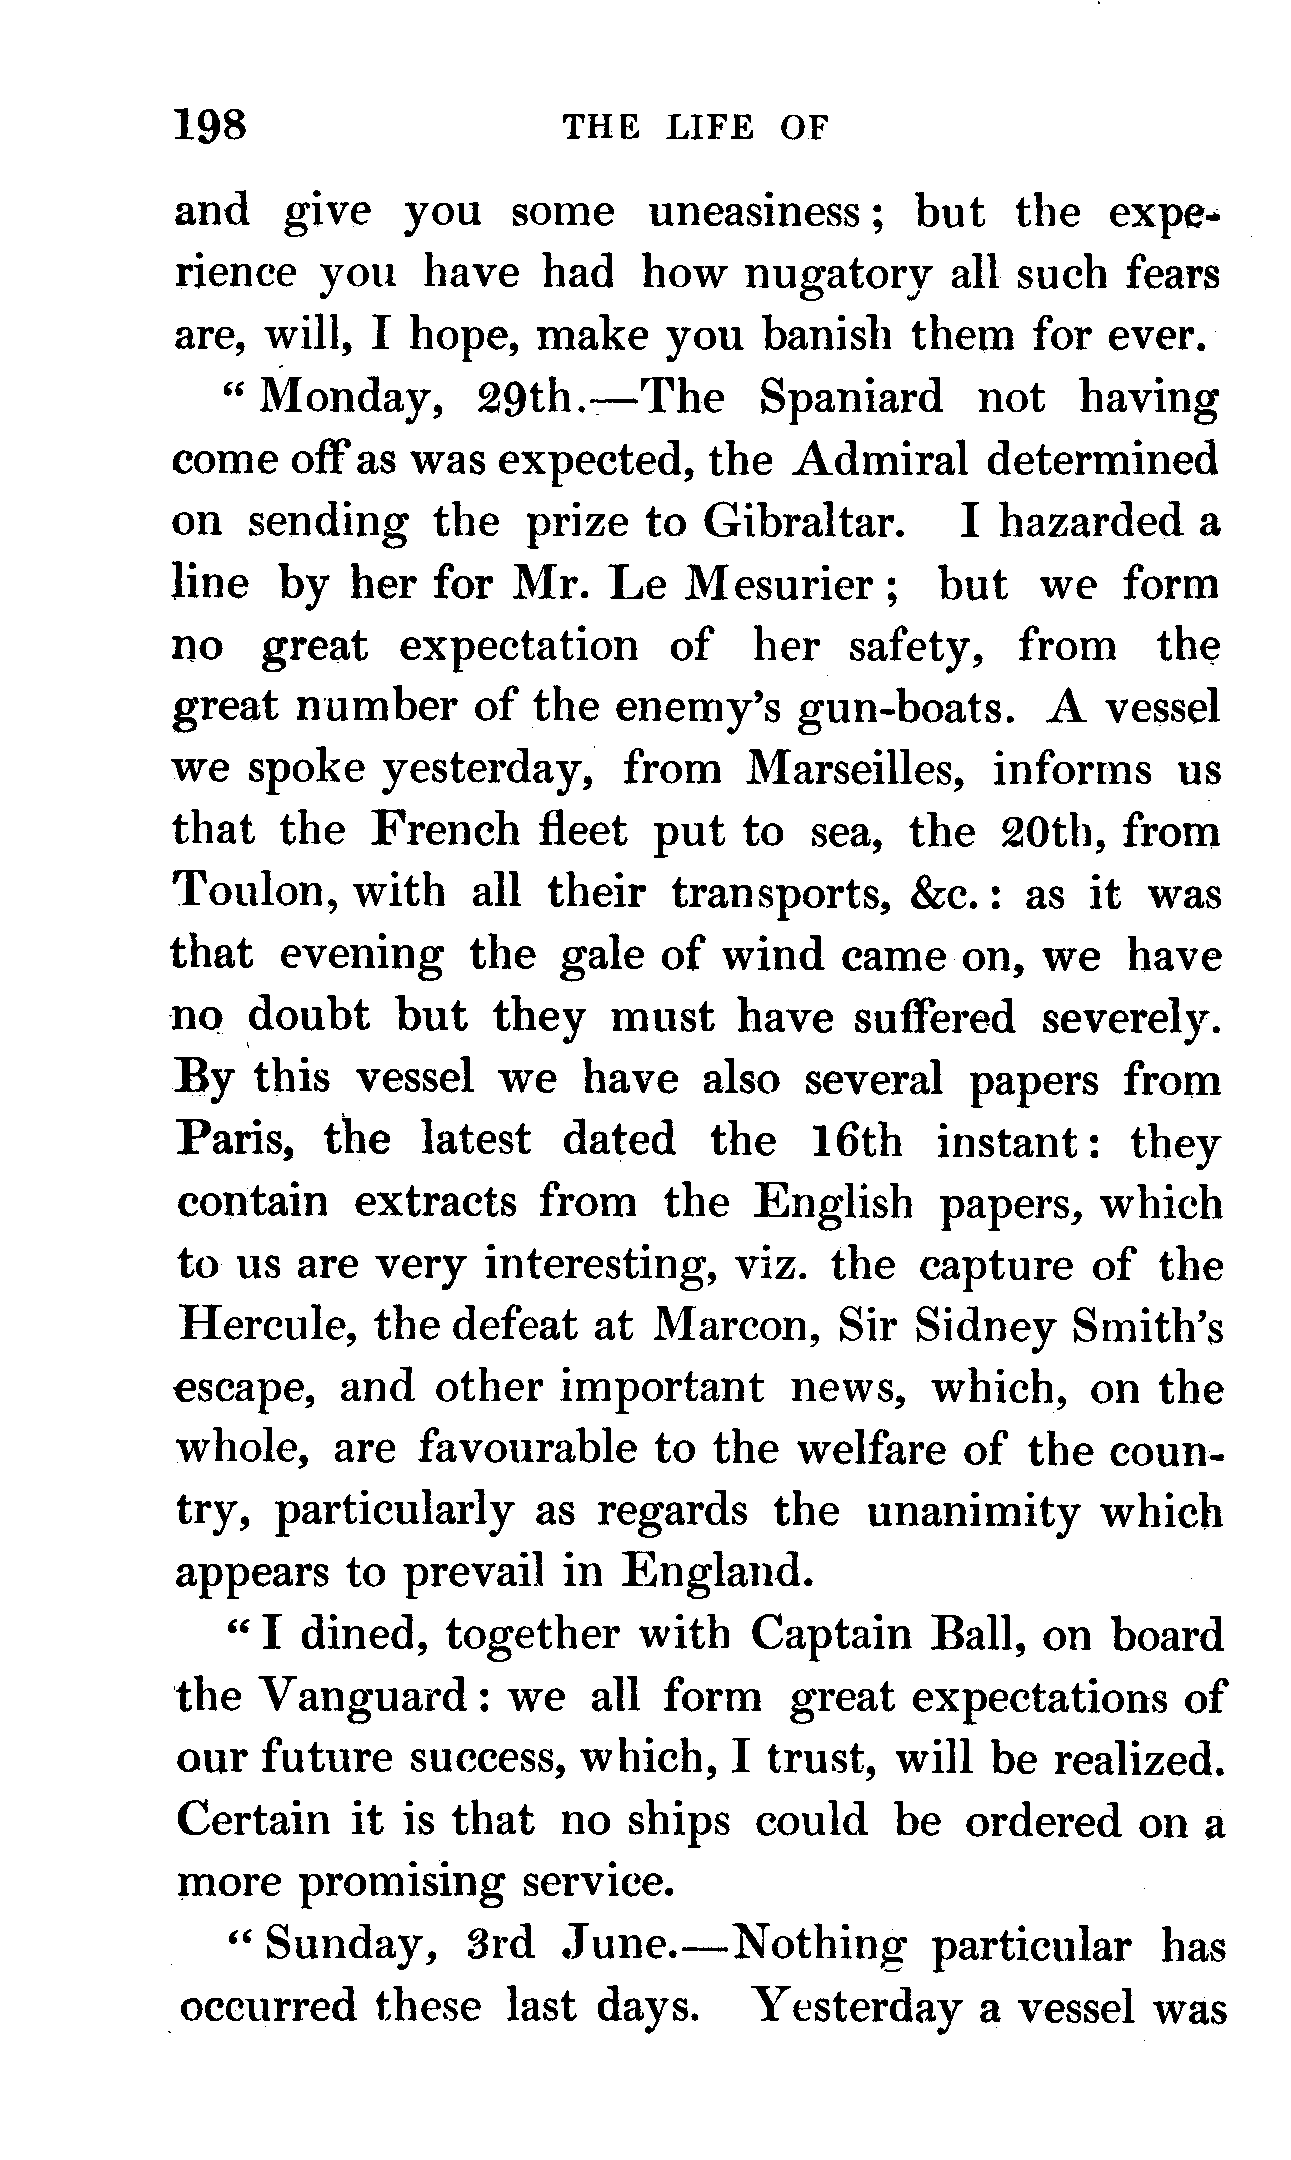 198 THE LIFE OF
and give you some uneasiness; but the expe-
rience you have had how nugatory all such fears
are, will, I hope, make you banish them for ever.
“ Monday, 29th.—The Spaniard not having
come off as was expected, the Admiral determined
on sending the prize to Gibraltar. I hazarded a
line by her for Mr. Le Mesurier; but we form
no great expectation of her safety, from the
great number of the enemy’s gun-boats. A vessel
we spoke yesterday, from Marseilles, informs us
that the French fleet put to sea, the 20th, from
Toulon, with all their transports, &c.: as it was
that evening the gale of wind came on, we have
no doubt but they must have suffered severely.
By this vessel we have also several papers from
Paris, the latest dated the 16th instant: they
contain extracts from the English papers, which
to us are very interesting, viz. the capture of the
Hercule, the defeat at Marcon, Sir Sidney Smith’s
escape, and other important news, which, on the
whole, are favourable to the welfare of the coun-
try, particularly as regards the unanimity which
appears to prevail in England.
“ I dined, together with Captain Ball, on board
the Vanguard: we all form great expectations of
our future success, which, I trust, will be realized.
Certain it is that no ships could be ordered on a
more promising service.
“ Sunday, 3rd June.—Nothing particular has
occurred these last days. Yesterday a vessel was